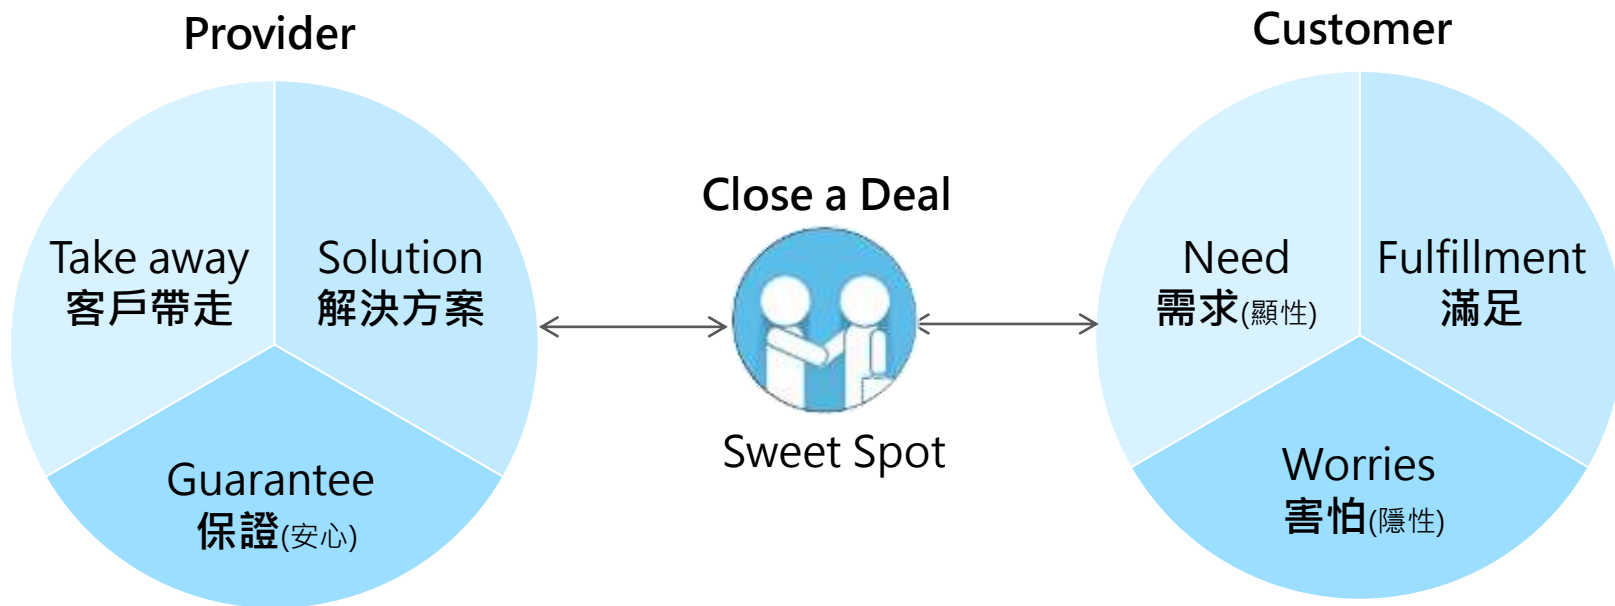 Provider
Take away
客戶帶走
Solution
解決方案
Guarantee
保證(安心)
Close a Deal
Sweet Spot
Customer
Need
需求(顯性)
Fulfillment
滿足
Worries
害怕(隱性)